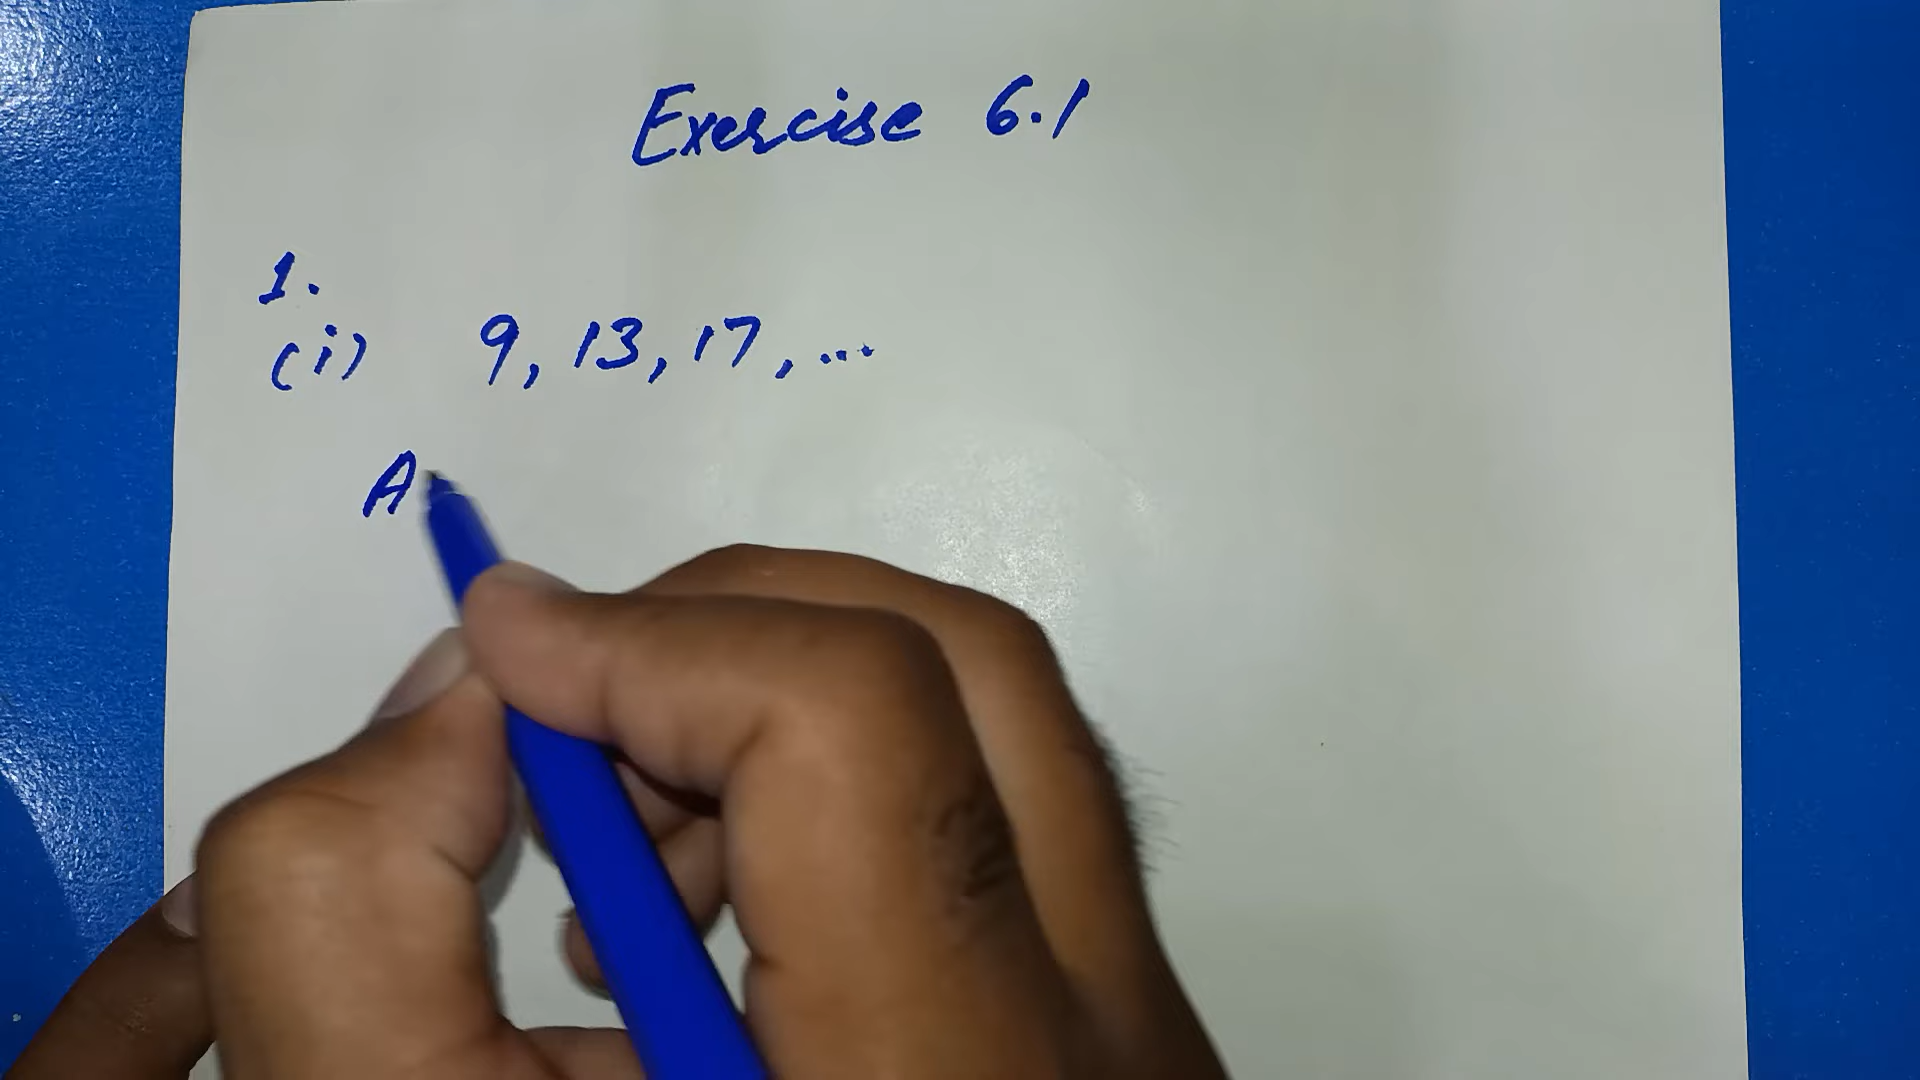 Exercise 6.1
1.
(i) 9, 13, 17, ...
A